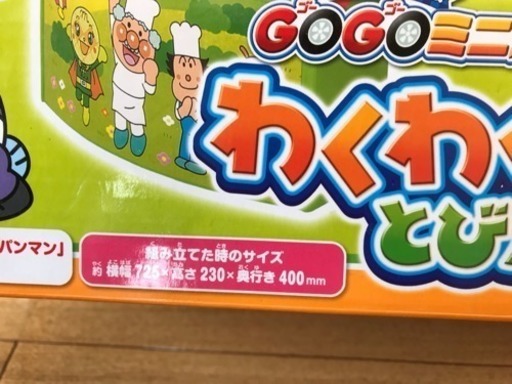 ゴー ゴー
GOGOミニ
わくわく
とび
パンマン」
組み立てた時のサイズ
約 横幅 725×高さ 230×奥行き 400mm